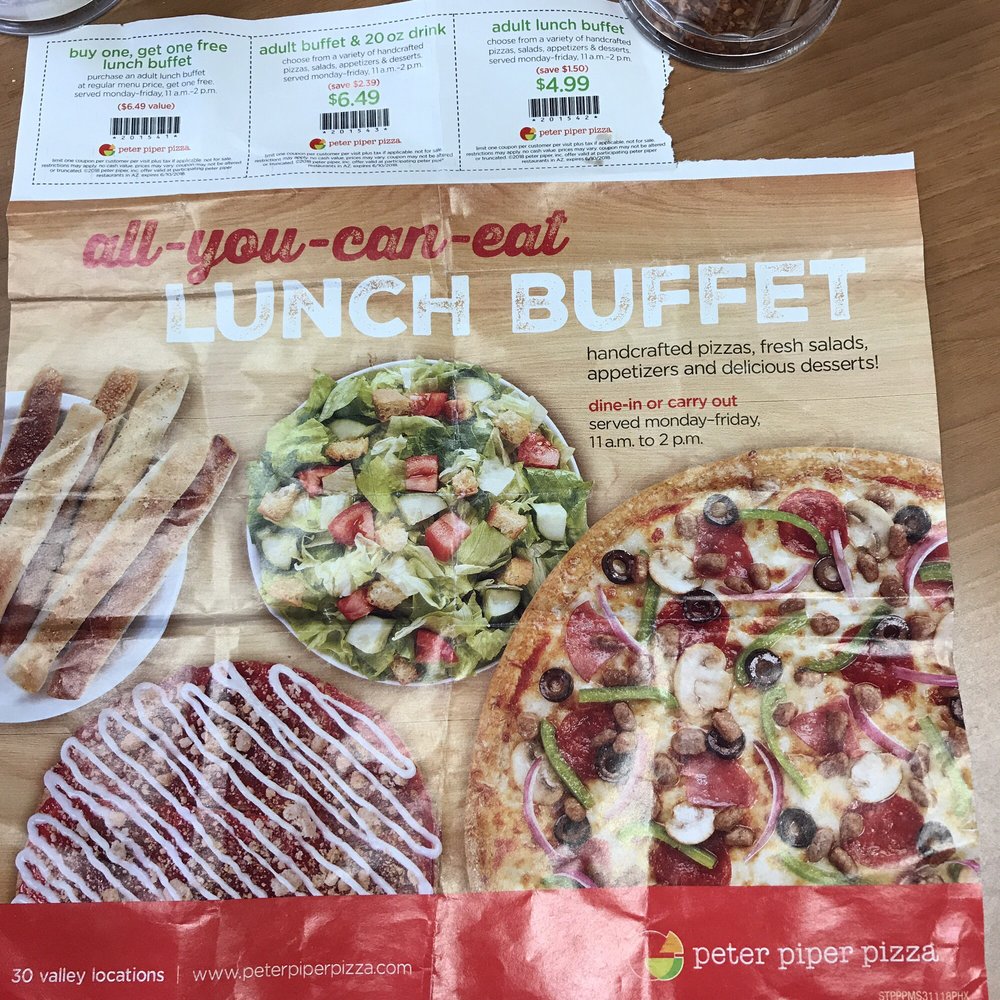 buy one, get one free
lunch buffet
purchase an adult lunch buffet
at regular menu price, get one free.
served monday–friday, 11 a.m.–2 p.m.
($6.49 value)
*201541*
peter piper pizza
limit one coupon per customer per visit plus tax if applicable. not for sale.
restrictions may apply. no cash value. prices may vary. coupon may not be altered
or truncated. ©2018 peter piper, inc. offer valid at participating peter piper
restaurants in AZ. expires 6/10/2018.
adult buffet & 20 oz drink
choose from a variety of handcrafted
pizzas, salads, appetizers & desserts.
served monday–friday, 11 a.m.–2 p.m.
(save $2.39)
$6.49
*201543*
peter piper pizza
limit one coupon per customer per visit plus tax if applicable. not for sale.
restrictions may apply. no cash value. prices may vary. coupon may not be altered
or truncated. ©2018 peter piper, inc. offer valid at participating peter piper
restaurants in AZ. expires 6/10/2018.
adult lunch buffet
choose from a variety of handcrafted
pizzas, salads, appetizers & desserts.
served monday–friday, 11 a.m.–2 p.m.
(save $1.50)
$4.99
*201542*
peter piper pizza
limit one coupon per customer per visit plus tax if applicable. not for sale.
restrictions may apply. no cash value. prices may vary. coupon may not be altered
or truncated. ©2018 peter piper, inc. offer valid at participating peter piper
restaurants in AZ. expires 6/10/2018.
all-you-can-eat
LUNCH BUFFET
handcrafted pizzas, fresh salads,
appetizers and delicious desserts!
dine-in or carry out
served monday–friday,
11 a.m. to 2 p.m.
30 valley locations | www.peterpiperpizza.com
peter piper pizza
STPPPMS31118PHX